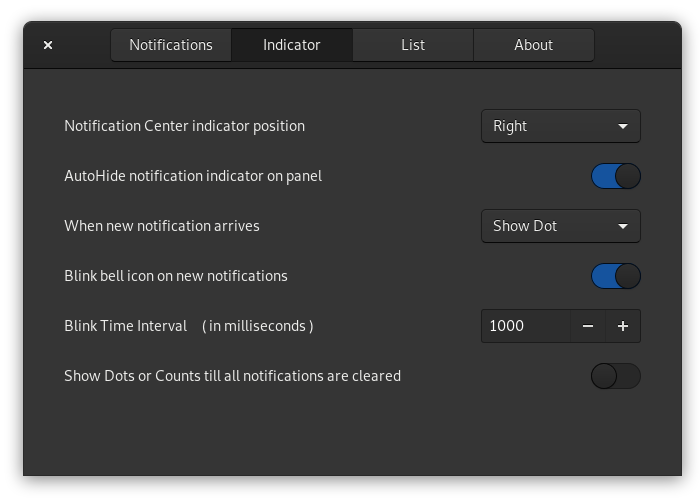 Notifications Indicator List About
Notification Center indicator position Right
AutoHide notification indicator on panel
When new notification arrives Show Dot
Blink bell icon on new notifications
Blink Time Interval ( in milliseconds ) 1000
Show Dots or Counts till all notifications are cleared